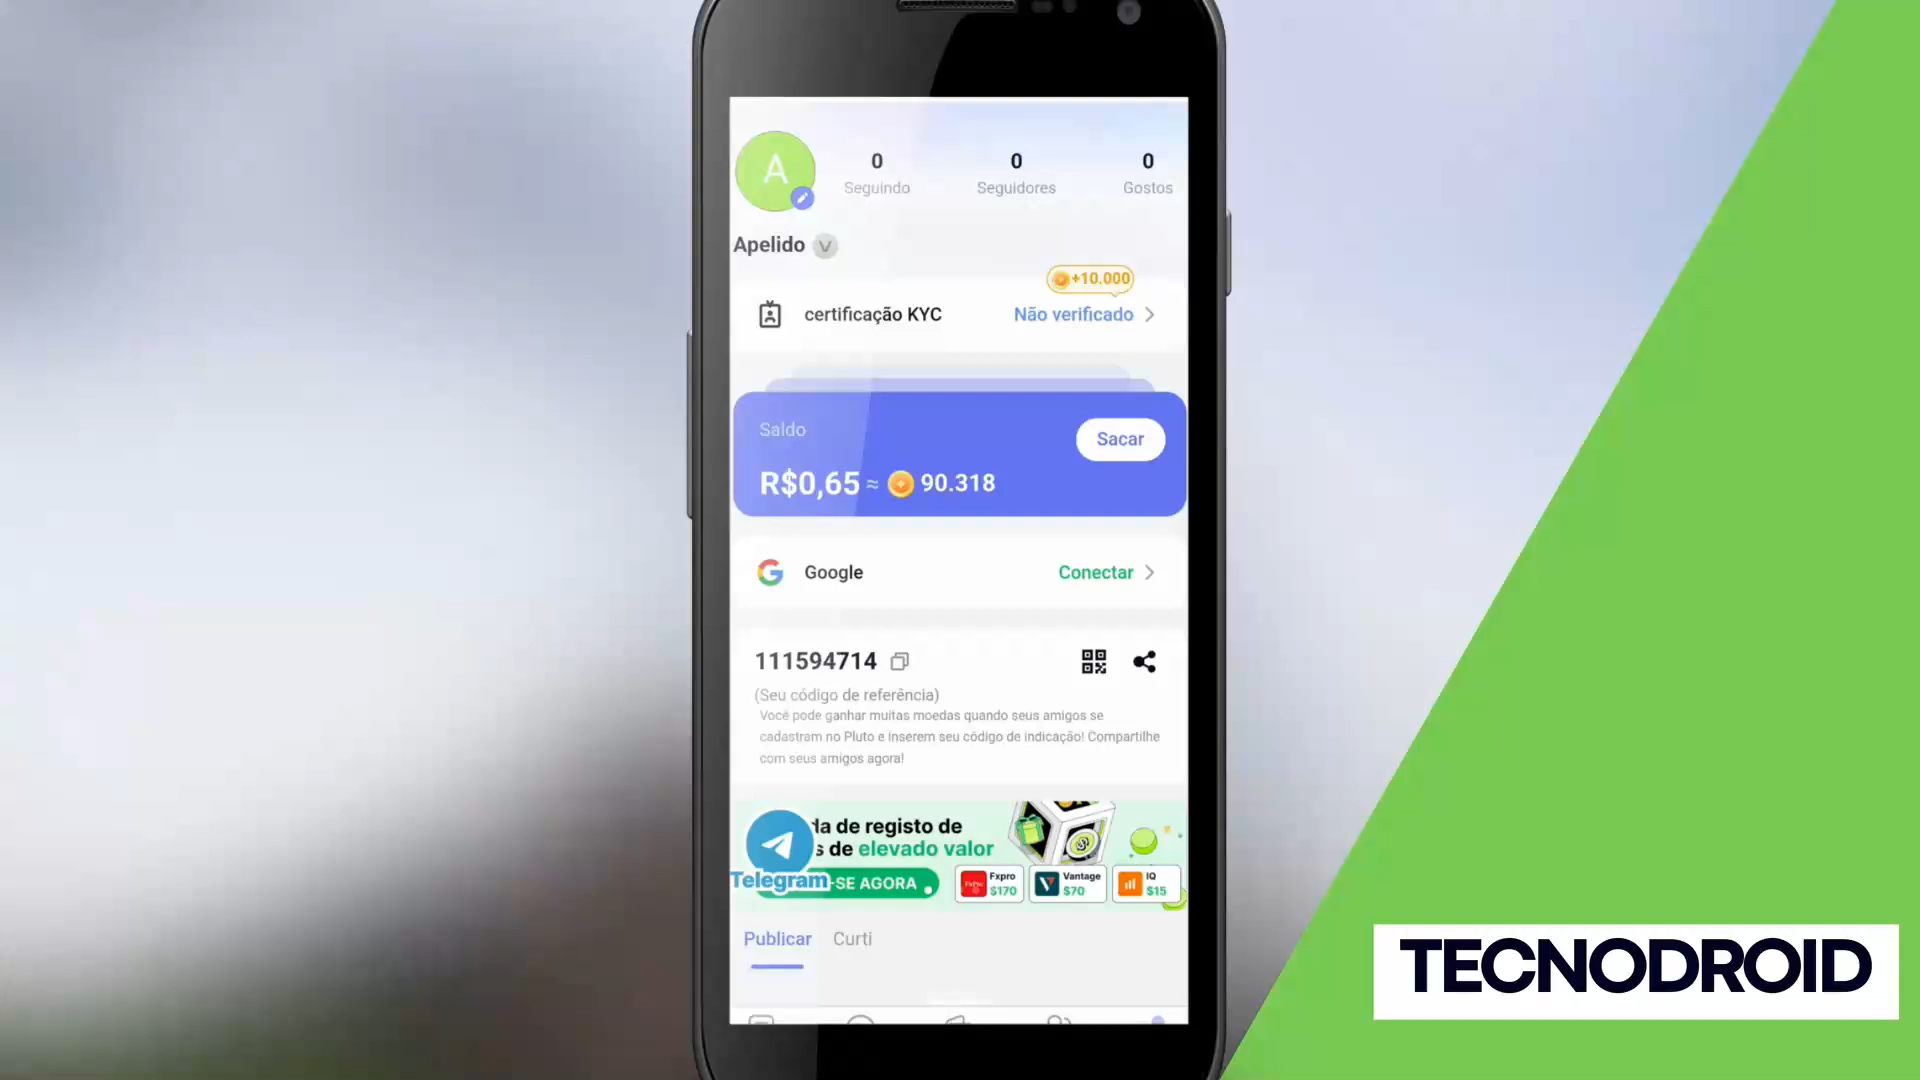 A
0
Seguindo
0
Seguidores
0
Gostos
Apelido V
+10.000
certificação KYC
Não verificado
Saldo
Sacar
R$0,65 ≈ 90.318
Google
Conectar
111594714
(Seu código de referência)
Você pode ganhar muitas moedas quando seus amigos se
cadastram no Pluto e inserem seu código de indicação! Compartilhe
com seus amigos agora!
da de registo de
s de elevado valor
Telegram
-SE AGORA
FxPro
Fxpro
$170
Vantage
$70
IQ
$15
Publicar
Curti
TECNODROID